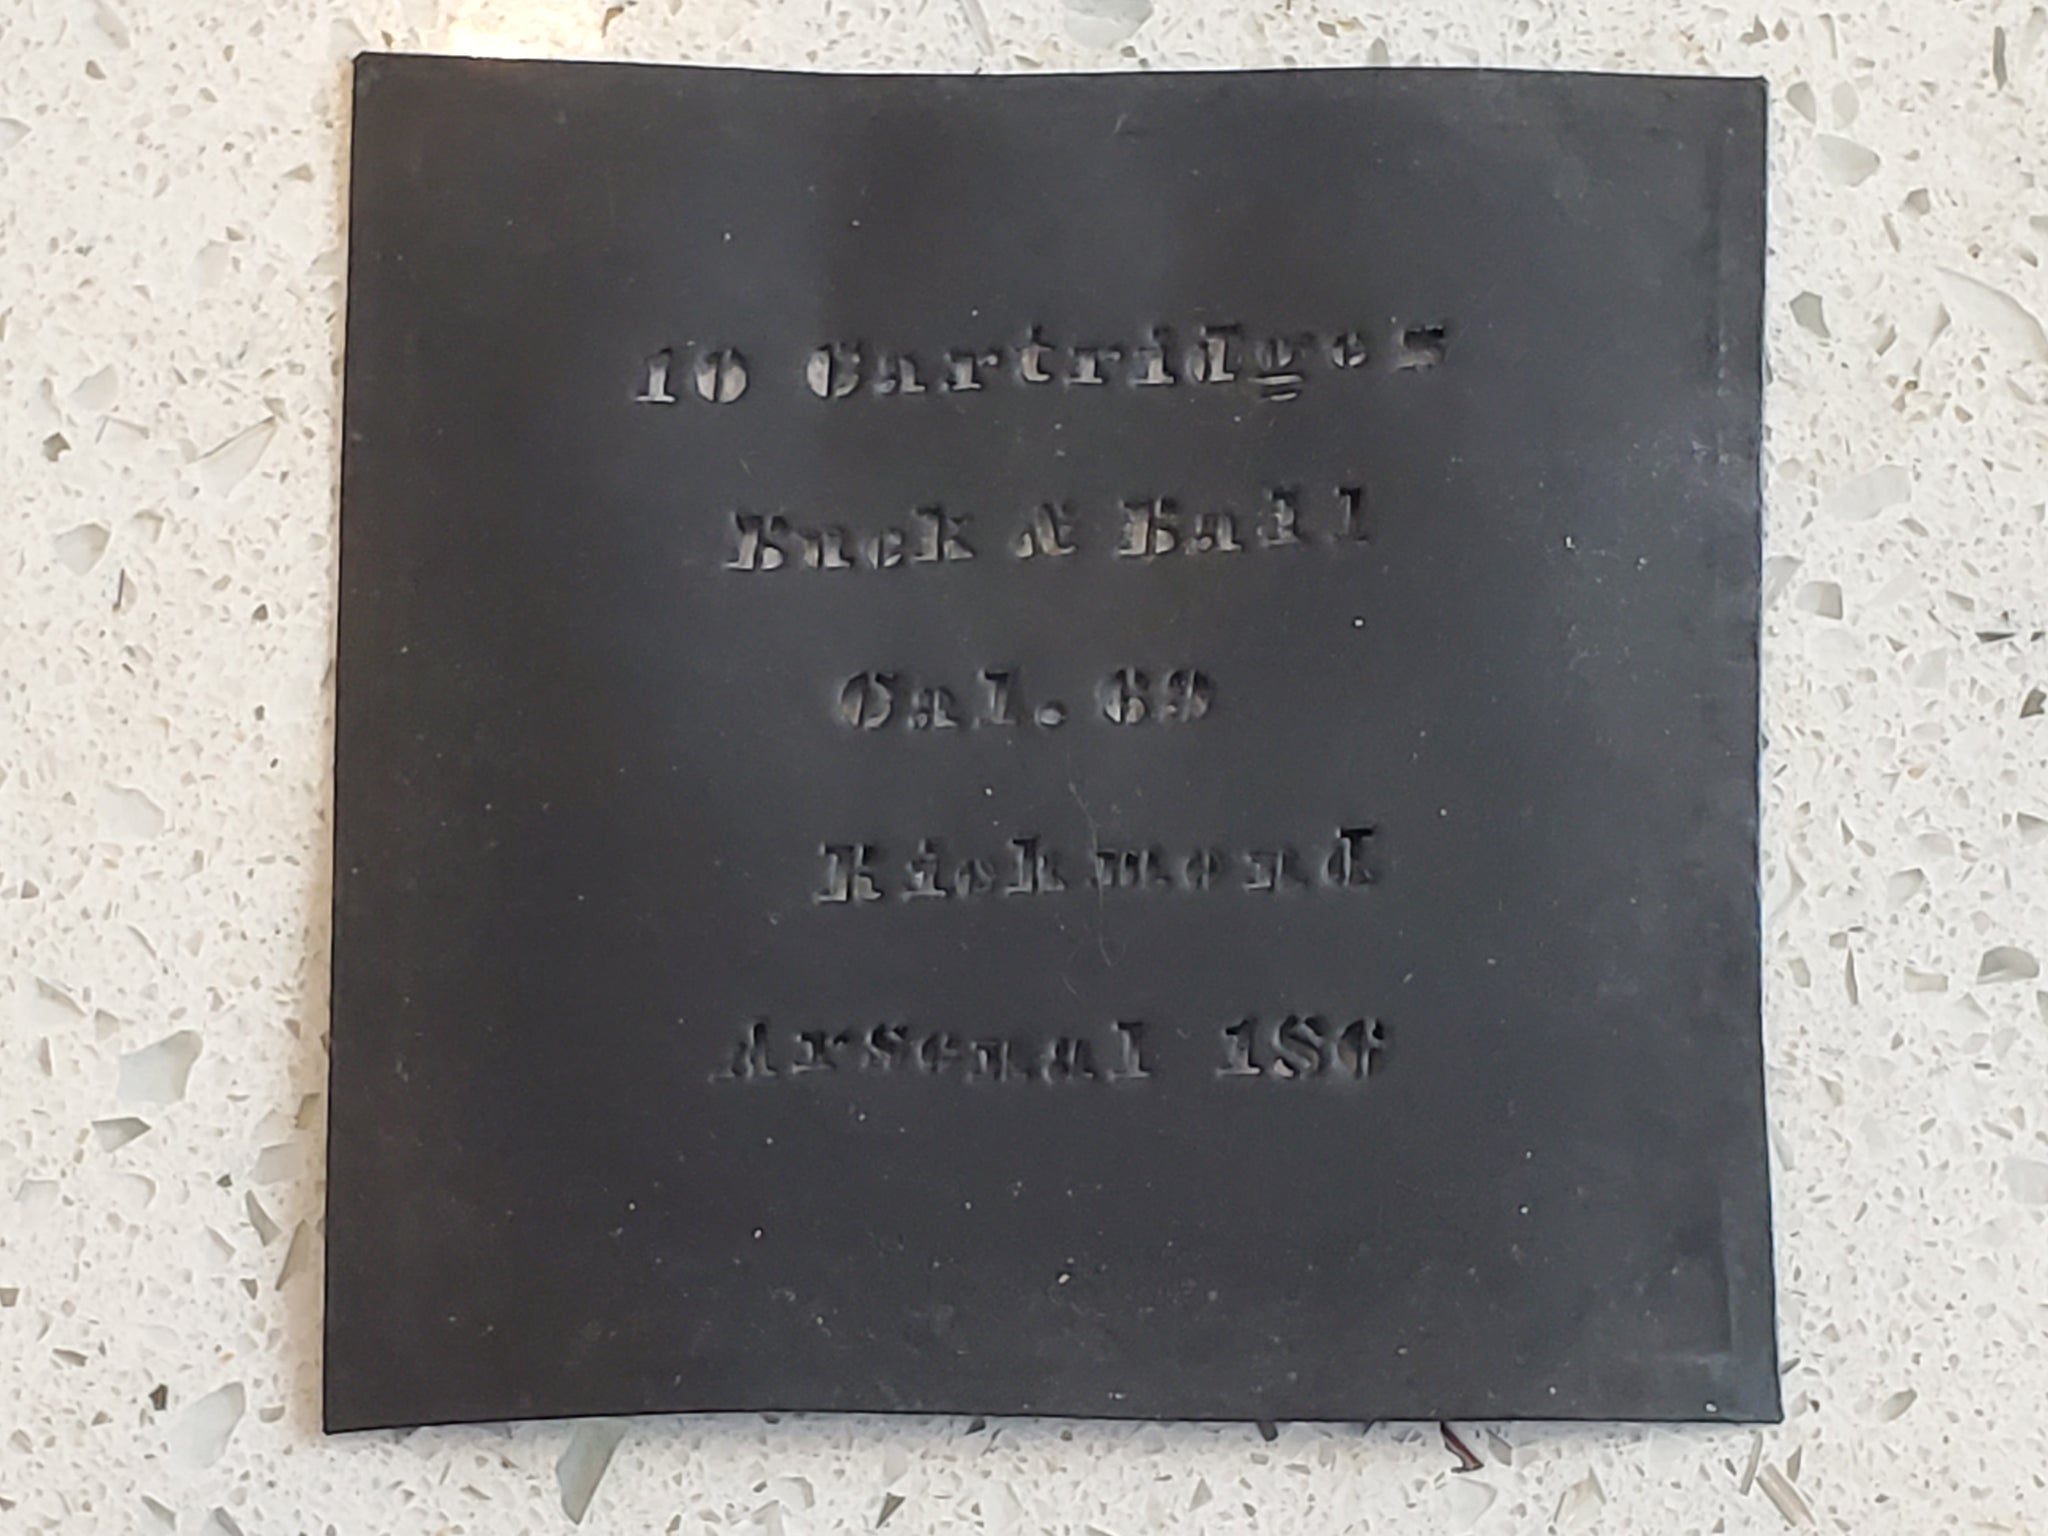 10 Cartridges
Buck & Ball
Cal. 69
Richmond
Arsenal 186